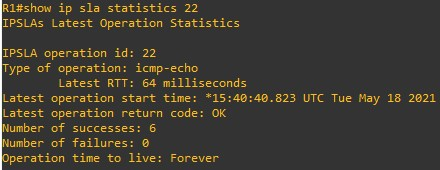 R1#show ip sla statistics 22
IPSLAs Latest Operation Statistics

IPSLA operation id: 22
Type of operation: icmp-echo
        Latest RTT: 64 milliseconds
Latest operation start time: *15:40:40.823 UTC Tue May 18 2021
Latest operation return code: OK
Number of successes: 6
Number of failures: 0
Operation time to live: Forever